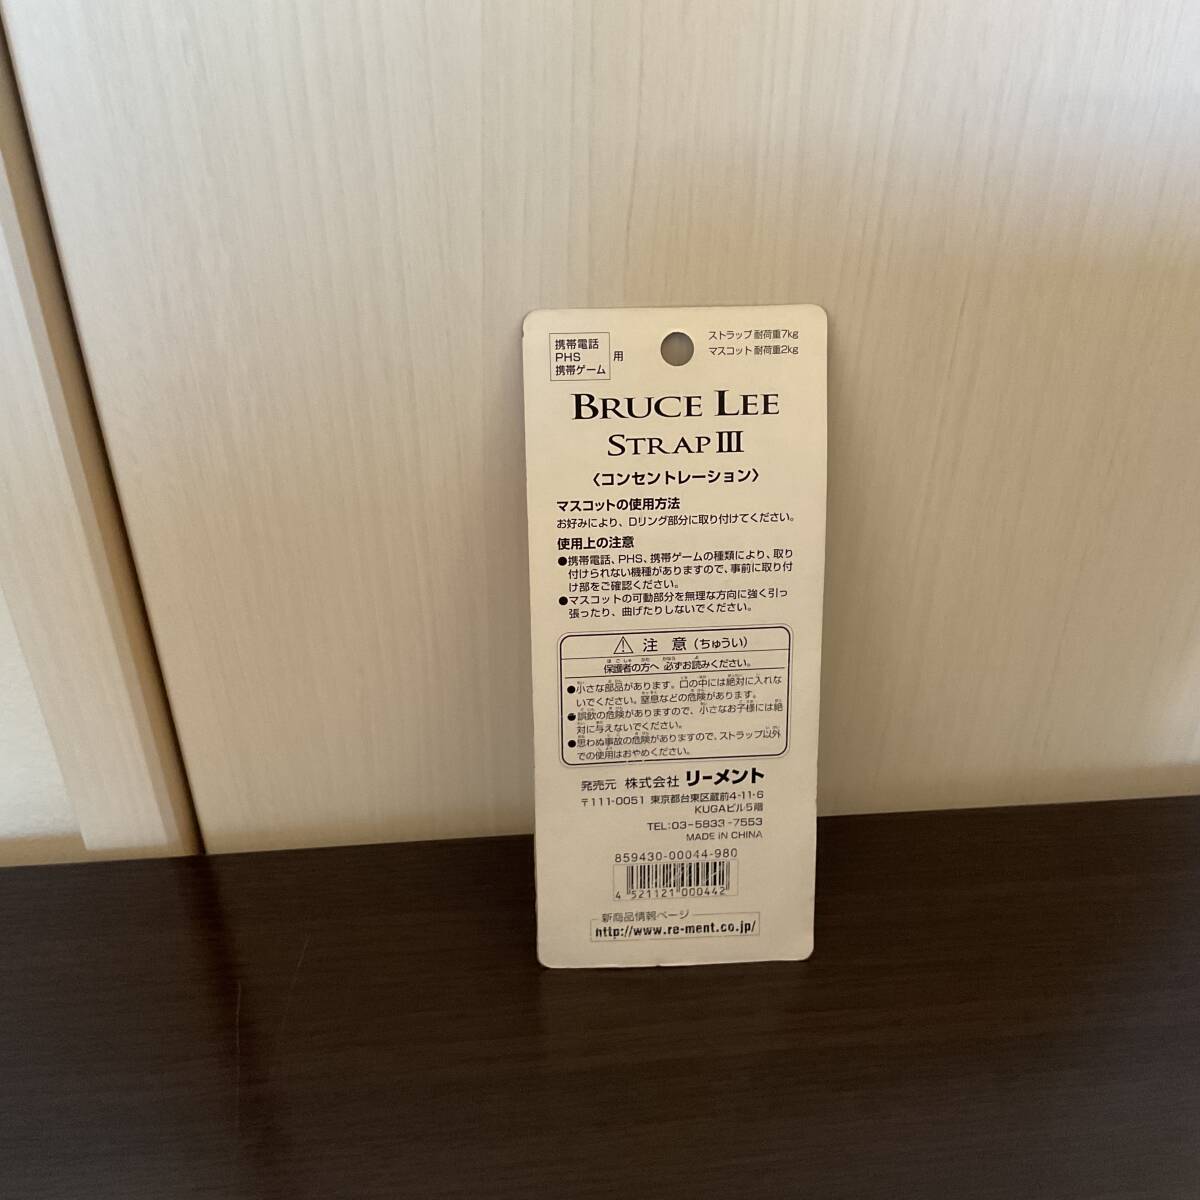 携帯電話
PHS
携帯ゲーム
用
ストラップ 耐荷重7kg
マスコット 耐荷重2kg
BRUCE LEE
STRAP III
〈コンセントレーション〉
マスコットの使用方法
お好みにより、Dリング部分に取り付けてください。
使用上の注意
●携帯電話、PHS、携帯ゲームの種類により、取り
付けられない機種がありますので、事前に取り付
け部をご確認ください。
●マスコットの可動部分を無理な方向に強く引っ
張ったり、曲げたりしないでください。
⚠ 注 意 (ちゅうい)
保護者の方へ 必ずお読みください。
●小さな部品があります。口の中には絶対に入れな
いでください。窒息などの危険があります。
●誤飲の危険がありますので、小さなお子様には絶
対に与えないでください。
●思わぬ事故の危険がありますので、ストラップ以外
での使用はおやめください。
発売元 株式会社 リーメント
〒111-0051 東京都台東区蔵前4-11-6
KUGAビル5階
TEL:03-5833-7553
MADE IN CHINA
859430-00044-980
4 521121 000442
新商品情報ページ
http://www.re-ment.co.jp/